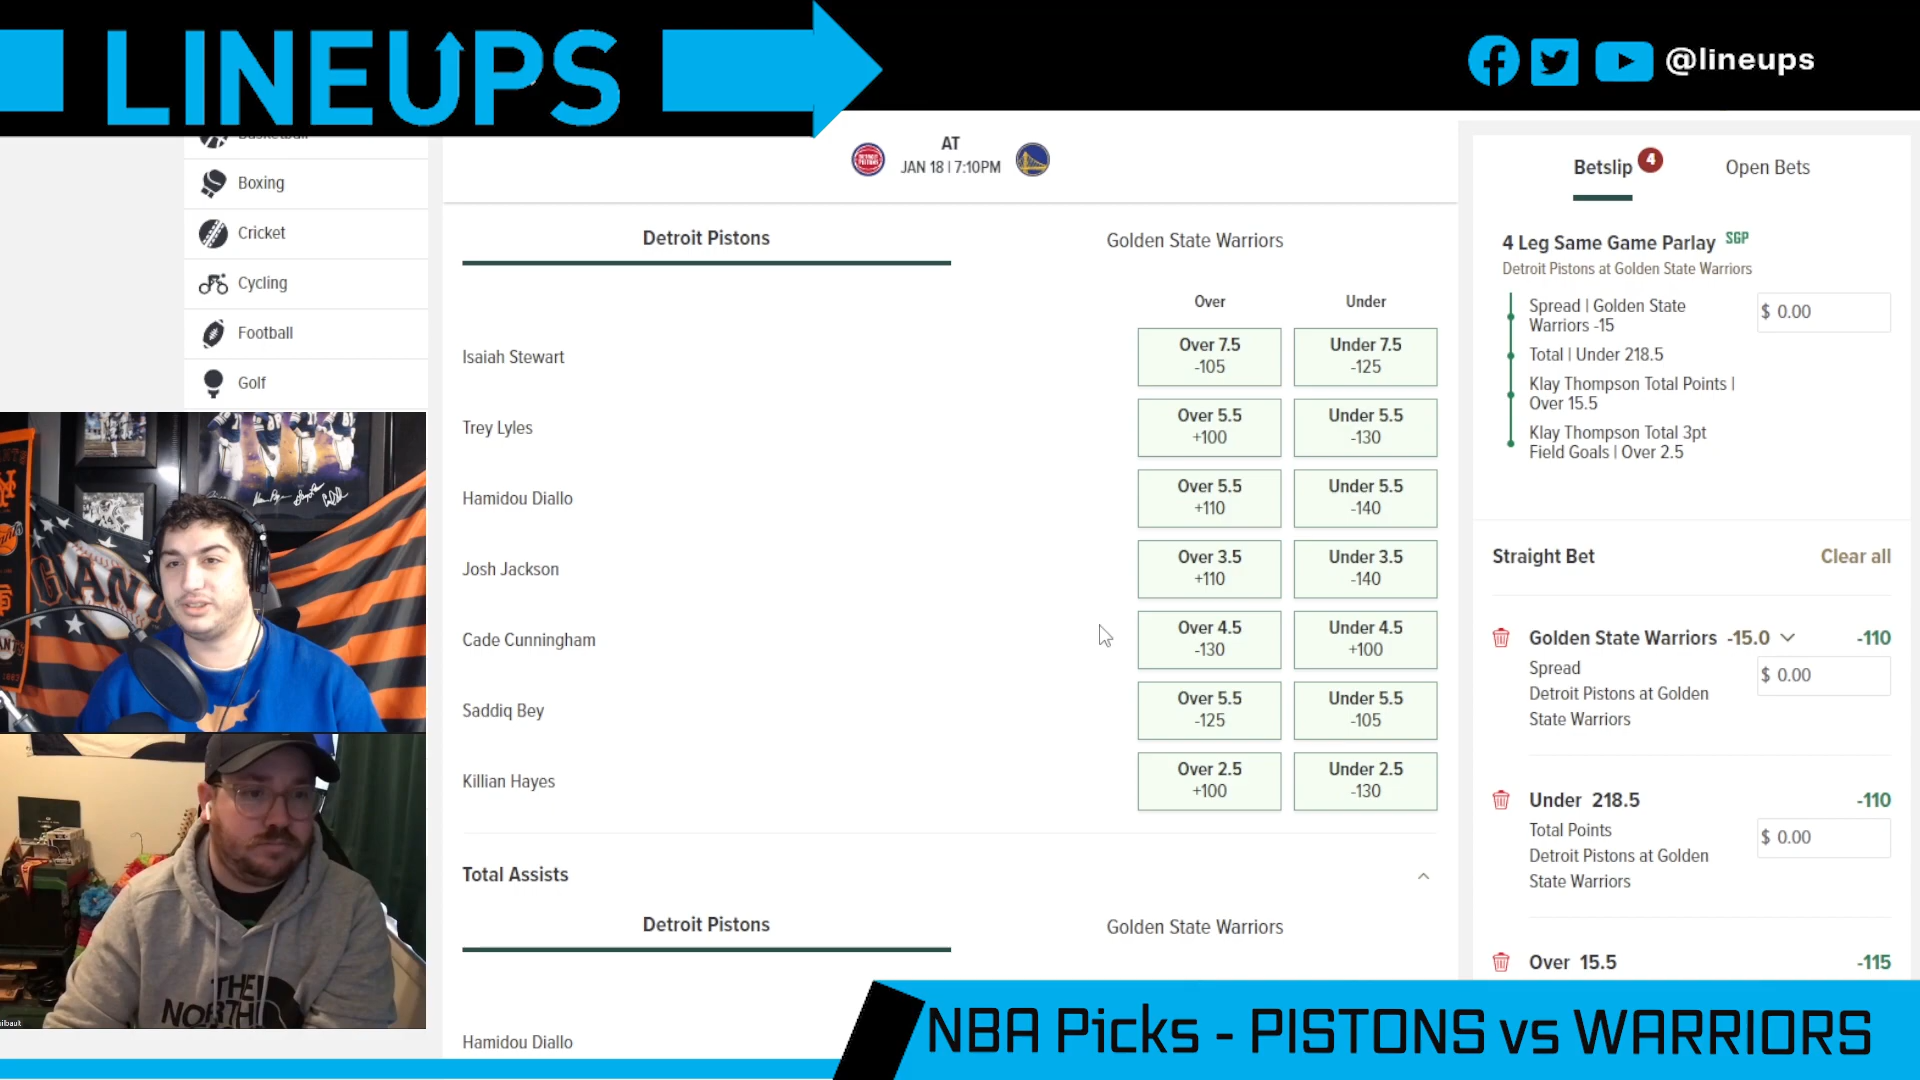 LINEUPS
@lineups
Basketball
Boxing
Cricket
Cycling
Football
Golf
AT
JAN 18 | 7:10PM
Detroit Pistons
Golden State Warriors
Over
Under
Isaiah Stewart
Over 7.5
-105
Under 7.5
-125
Trey Lyles
Over 5.5
+100
Under 5.5
-130
Hamidou Diallo
Over 5.5
+110
Under 5.5
-140
Josh Jackson
Over 3.5
+110
Under 3.5
-140
Cade Cunningham
Over 4.5
-130
Under 4.5
+100
Saddiq Bey
Over 5.5
-125
Under 5.5
-105
Killian Hayes
Over 2.5
+100
Under 2.5
-130
Total Assists
Detroit Pistons
Golden State Warriors
Hamidou Diallo
Betslip 4
Open Bets
4 Leg Same Game Parlay SGP
Detroit Pistons at Golden State Warriors
Spread | Golden State
Warriors -15
$ 0.00
Total | Under 218.5
Klay Thompson Total Points |
Over 15.5
Klay Thompson Total 3pt
Field Goals | Over 2.5
Straight Bet
Clear all
Golden State Warriors -15.0
-110
Spread
$ 0.00
Detroit Pistons at Golden
State Warriors
Under 218.5
-110
Total Points
$ 0.00
Detroit Pistons at Golden
State Warriors
Over 15.5
-115
GIANT
THE
NORTH
NBA Picks - PISTONS vs WARRIORS